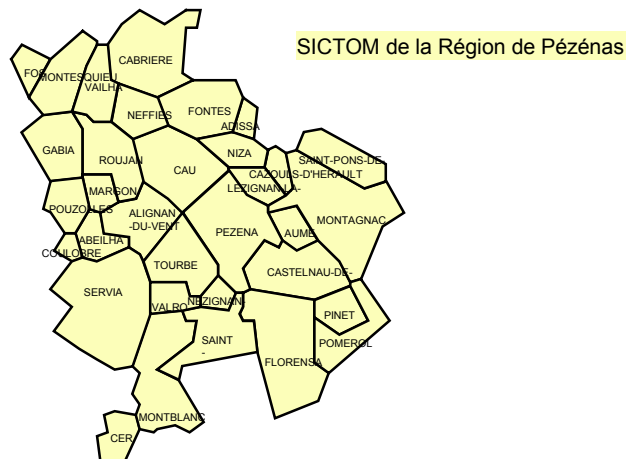 SICTOM de la Région de Pézénas
CABRIERE
FOS
MONTESQUIEU
VAILHA
FONTES
NEFFIES
ADISSA
GABIA
ROUJAN
CAU
NIZA
SAINT-PONS-DE-
CAZOULS-D'HERAULT
LEZIGNAN-LA-
MARGON
POUZOLLES
ALIGNAN
-DU-VENT
MONTAGNAC
PEZENA
AUME
ABEILHA
COULOBRE
TOURBE
CASTELNAU-DE-
SERVIA
VALRO
NEZIGNAN-
PINET
SAINT
-
POMEROL
FLORENSA
MONTBLANC
CER